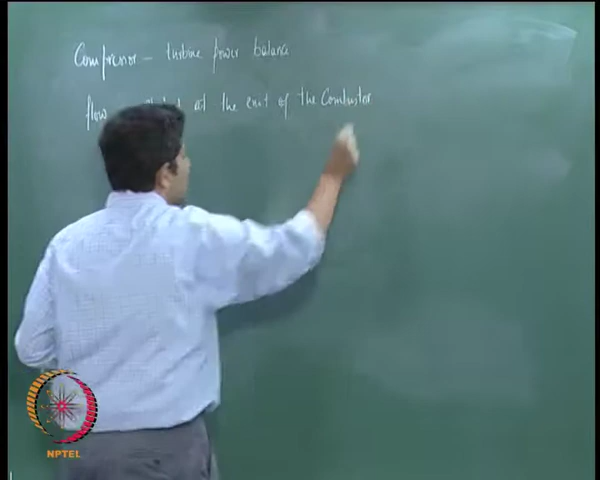 Compressor - turbine power balance
flow at the exit of the Combustor
NPTEL